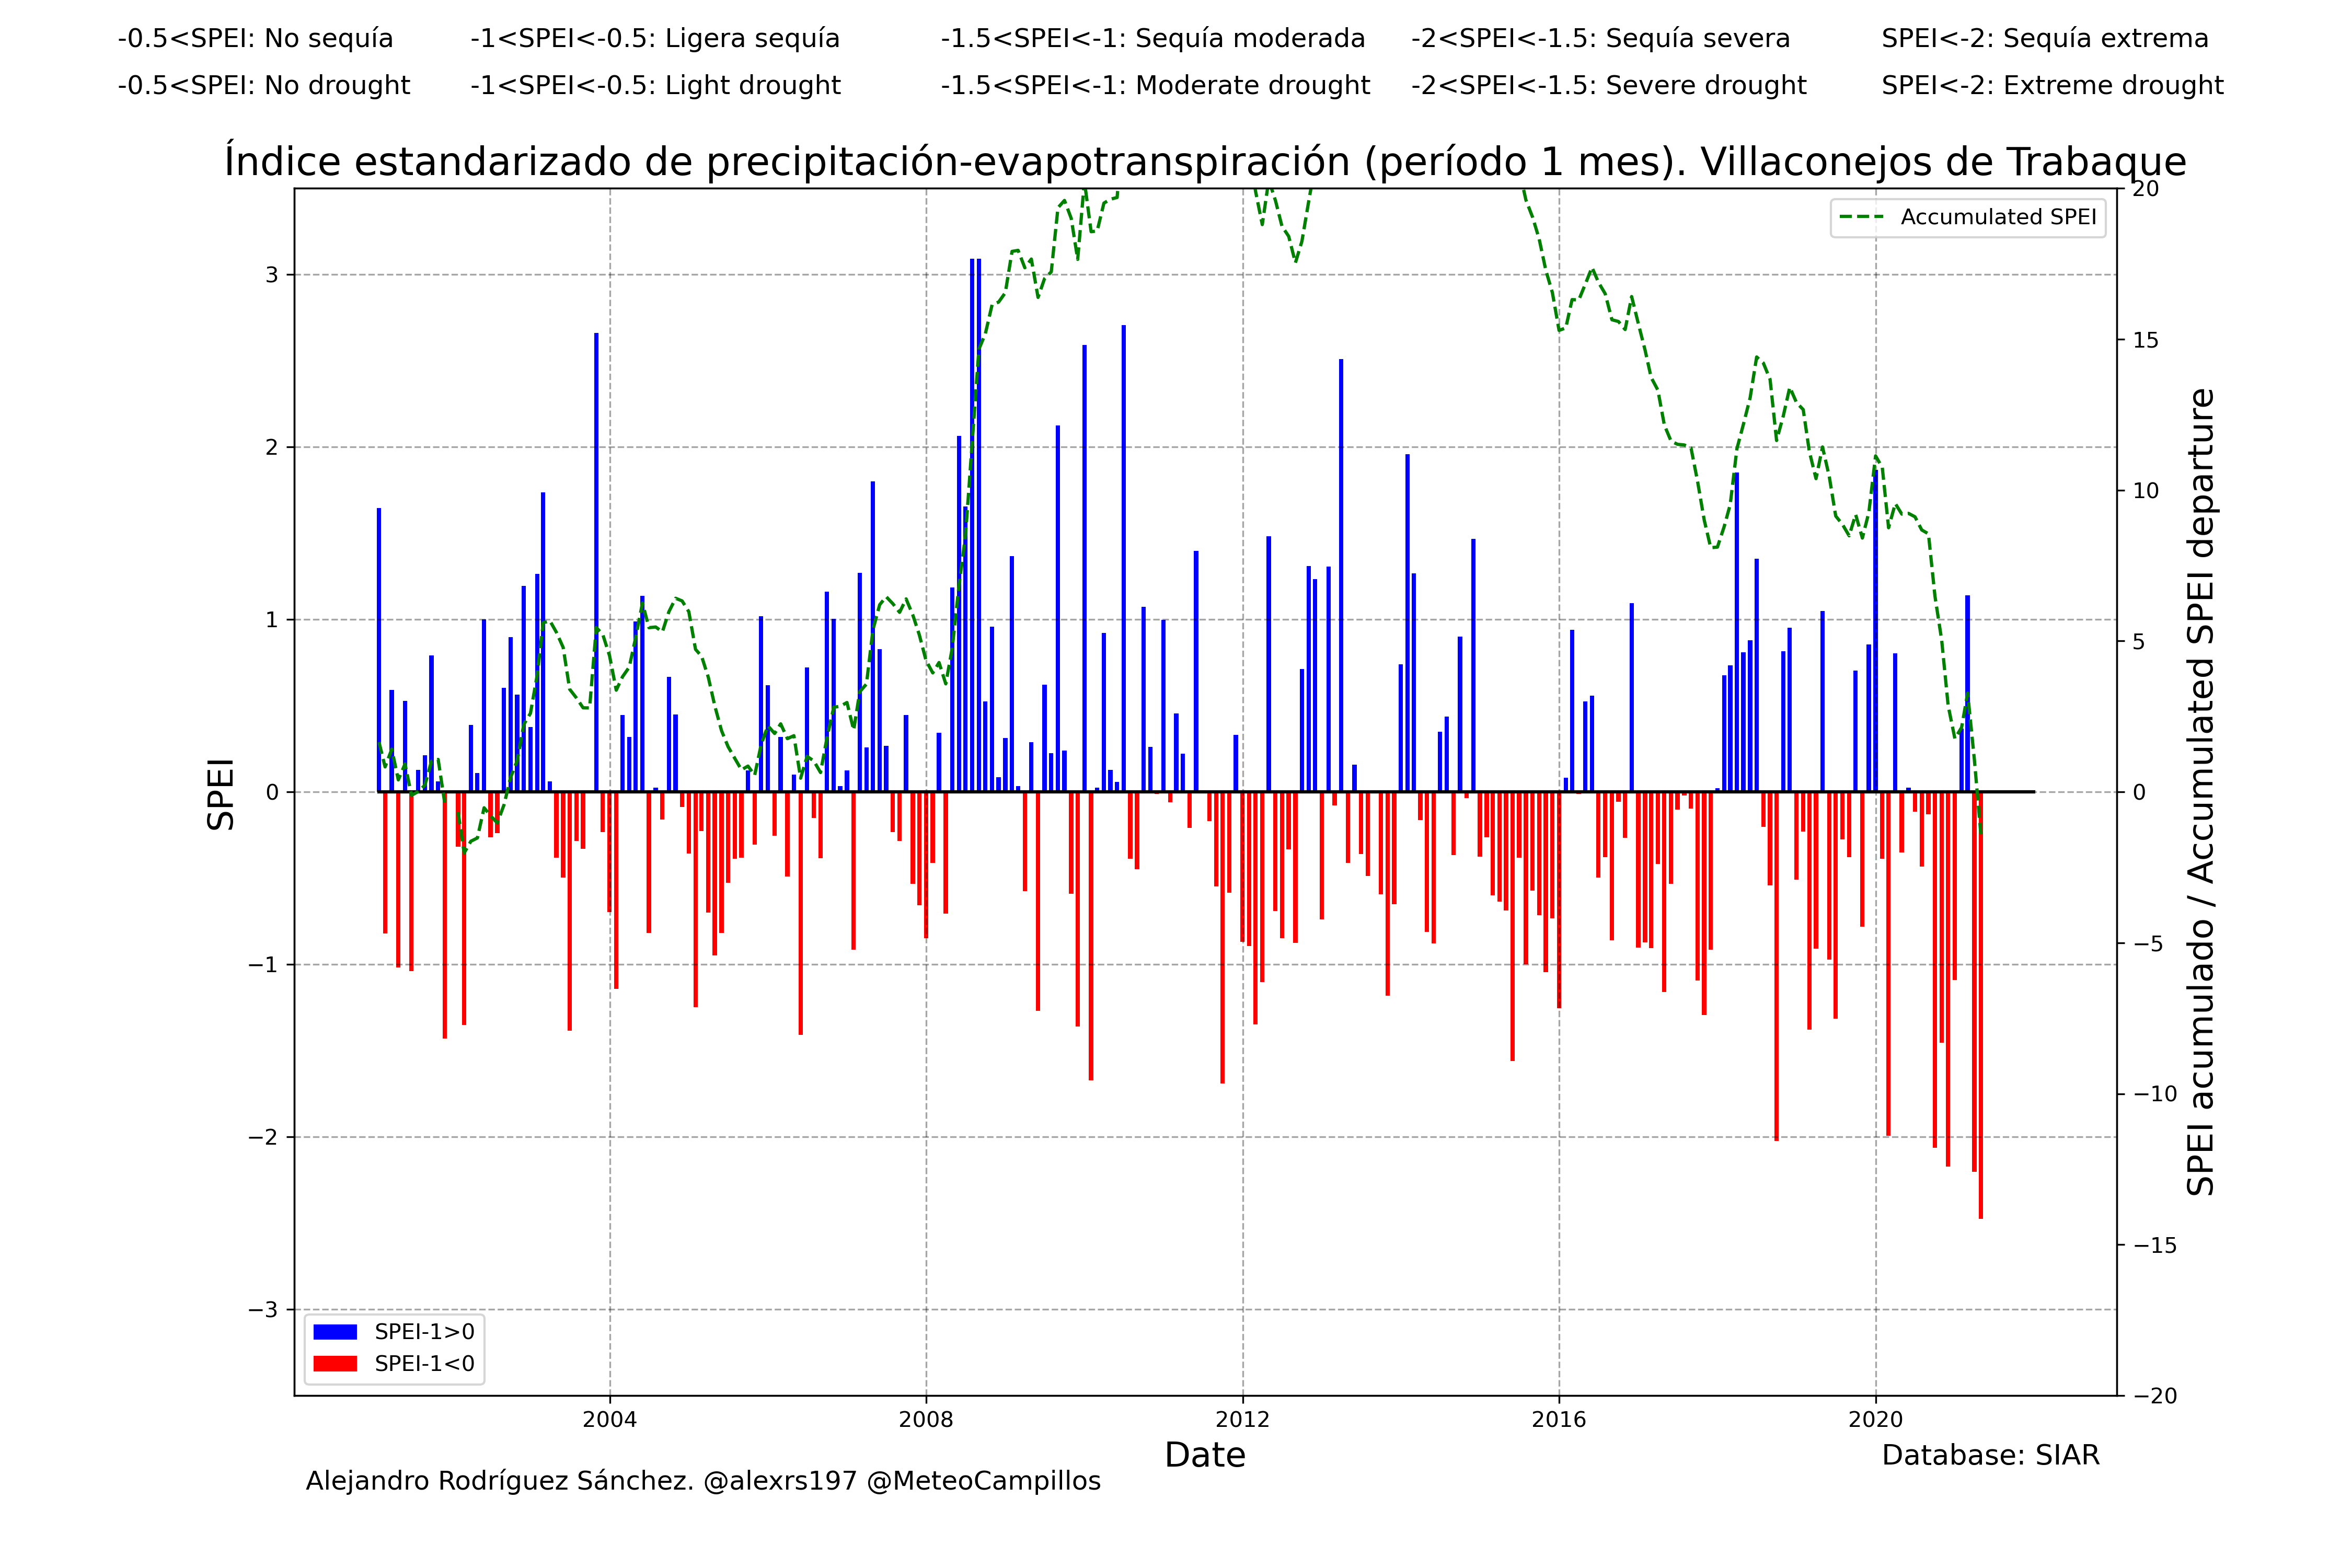 -0.5<SPEI: No sequía -1<SPEI<-0.5: Ligera sequía -1.5<SPEI<-1: Sequía moderada -2<SPEI<-1.5: Sequía severa SPEI<-2: Sequía extrema
-0.5<SPEI: No drought -1<SPEI<-0.5: Light drought -1.5<SPEI<-1: Moderate drought -2<SPEI<-1.5: Severe drought SPEI<-2: Extreme drought
Índice estandarizado de precipitación-evapotranspiración (período 1 mes). Villaconejos de Trabaque
Accumulated SPEI
SPEI
3
2
1
0
−1
−2
−3
20
15
10
5
0
−5
−10
−15
−20
SPEI acumulado / Accumulated SPEI departure
SPEI-1>0
SPEI-1<0
2004 2008 2012 2016 2020
Date
Database: SIAR
Alejandro Rodríguez Sánchez. @alexrs197 @MeteoCampillos